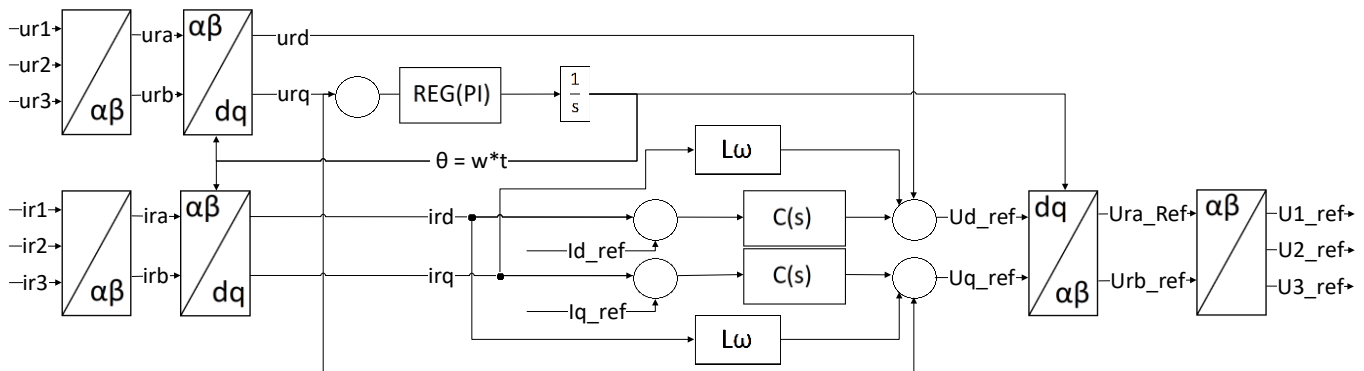 ur1
ur2
ur3
αβ
ura
urb
αβ
dq
urd
urq
REG(PI)
1
s
θ = w*t
Lω
ir1
ir2
ir3
αβ
ira
irb
αβ
dq
ird
irq
Id_ref
Iq_ref
C(s)
C(s)
Lω
Ud_ref
Uq_ref
dq
αβ
Ura_Ref
Urb_ref
αβ
U1_ref
U2_ref
U3_ref